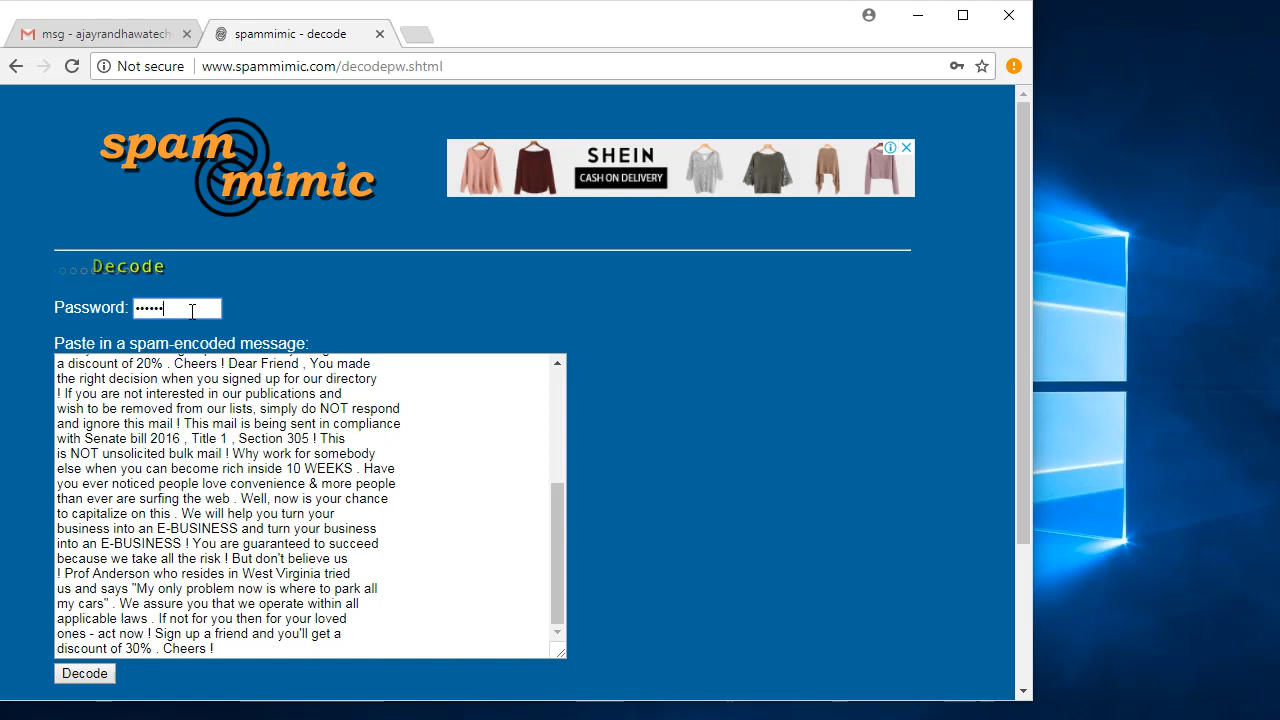 msg - ajayrandhawatech
spammimic - decode
Not secure
www.spammimic.com/decodepw.shtml
spam
mimic
SHEIN
CASH ON DELIVERY
Decode
Password: ••••••
Paste in a spam-encoded message:
a discount of 20% . Cheers ! Dear Friend , You made
the right decision when you signed up for our directory
! If you are not interested in our publications and
wish to be removed from our lists, simply do NOT respond
and ignore this mail ! This mail is being sent in compliance
with Senate bill 2016 , Title 1 , Section 305 ! This
is NOT unsolicited bulk mail ! Why work for somebody
else when you can become rich inside 10 WEEKS . Have
you ever noticed people love convenience & more people
than ever are surfing the web . Well, now is your chance
to capitalize on this . We will help you turn your
business into an E-BUSINESS and turn your business
into an E-BUSINESS ! You are guaranteed to succeed
because we take all the risk ! But don't believe us
! Prof Anderson who resides in West Virginia tried
us and says "My only problem now is where to park all
my cars" . We assure you that we operate within all
applicable laws . If not for you then for your loved
ones - act now ! Sign up a friend and you'll get a
discount of 30% . Cheers !
Decode